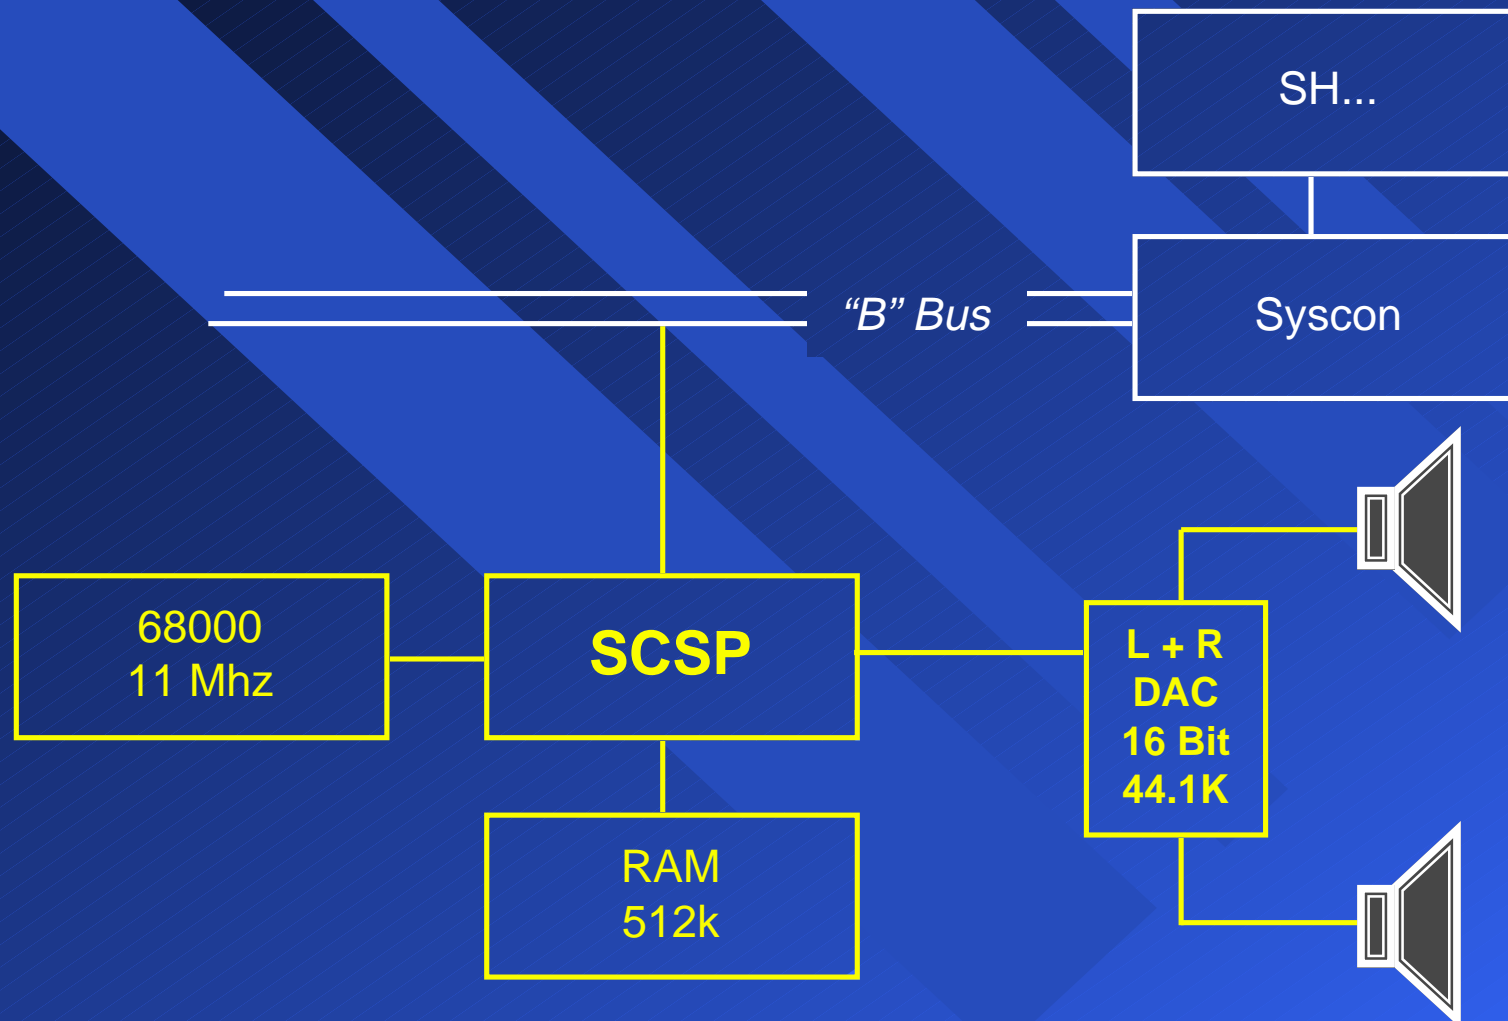 SH...
“B” Bus
Syscon
68000
11 Mhz
SCSP
L + R
DAC
16 Bit
44.1K
RAM
512k